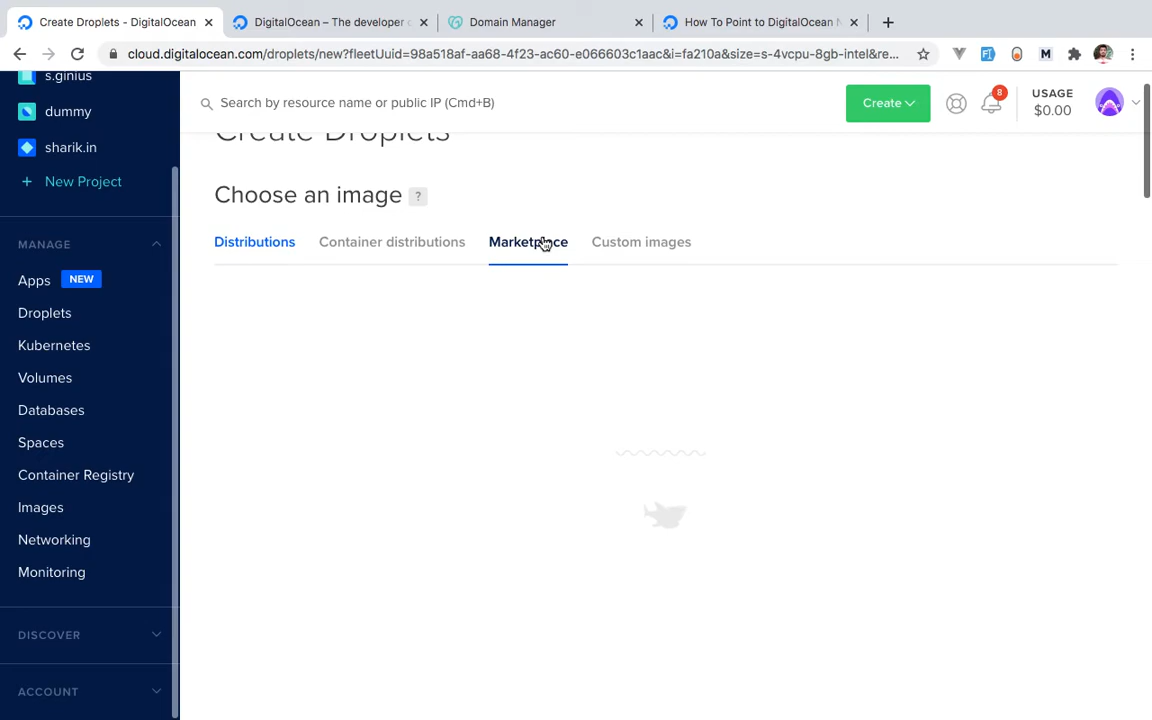 Create Droplets - DigitalOcean
DigitalOcean – The developer c
Domain Manager
How To Point to DigitalOcean N
cloud.digitalocean.com/droplets/new?fleetUuid=98a518af-aa68-4f23-ac60-e066603c1aac&i=fa210a&size=s-4vcpu-8gb-intel&re...
s.ginius
dummy
sharik.in
+ New Project
MANAGE
Apps NEW
Droplets
Kubernetes
Volumes
Databases
Spaces
Container Registry
Images
Networking
Monitoring
DISCOVER
ACCOUNT
Search by resource name or public IP (Cmd+B)
Create
8
USAGE
$0.00
Create Droplets
Choose an image ?
Distributions
Container distributions
Marketplace
Custom images